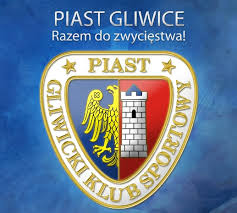 PIAST GLIWICE
Razem do zwycięstwa!
PIAST
GLIWICKI KLUB SPORTOWY